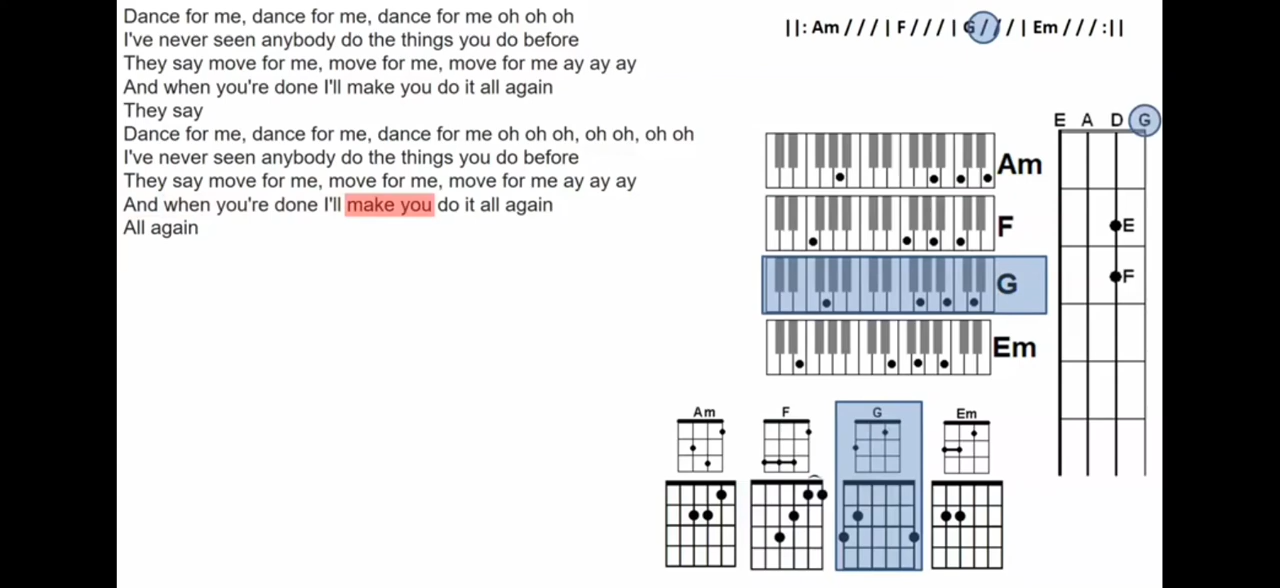 Dance for me, dance for me, dance for me oh oh oh
I've never seen anybody do the things you do before
They say move for me, move for me, move for me ay ay ay
And when you're done I'll make you do it all again
They say
Dance for me, dance for me, dance for me oh oh oh, oh oh, oh oh
I've never seen anybody do the things you do before
They say move for me, move for me, move for me ay ay ay
And when you're done I'll make you do it all again
All again
||: Am / / / | F / / / | G / / / | Em / / / :||
E A D G
Am
F
G
Em
E
F
Am F G Em